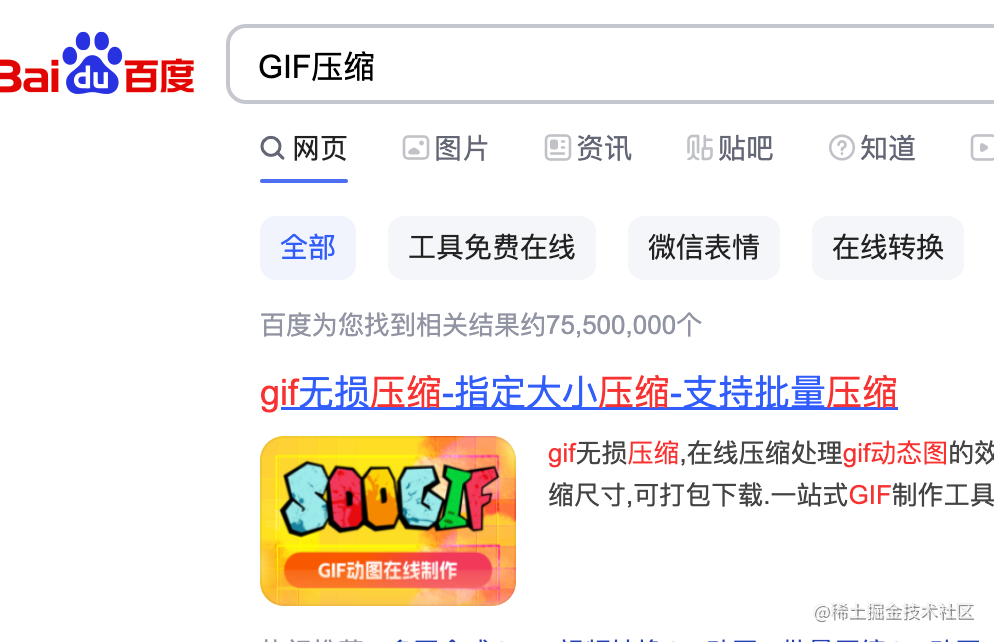 Bai du 百度
GIF压缩
网页 图片 资讯 贴 贴吧 知道
全部 工具免费在线 微信表情 在线转换
百度为您找到相关结果约75,500,000个
gif无损压缩-指定大小压缩-支持批量压缩
gif无损压缩,在线压缩处理gif动态图的效
缩尺寸,可打包下载.一站式GIF制作工具
SOOGIF
GIF动图在线制作
@稀土掘金技术社区